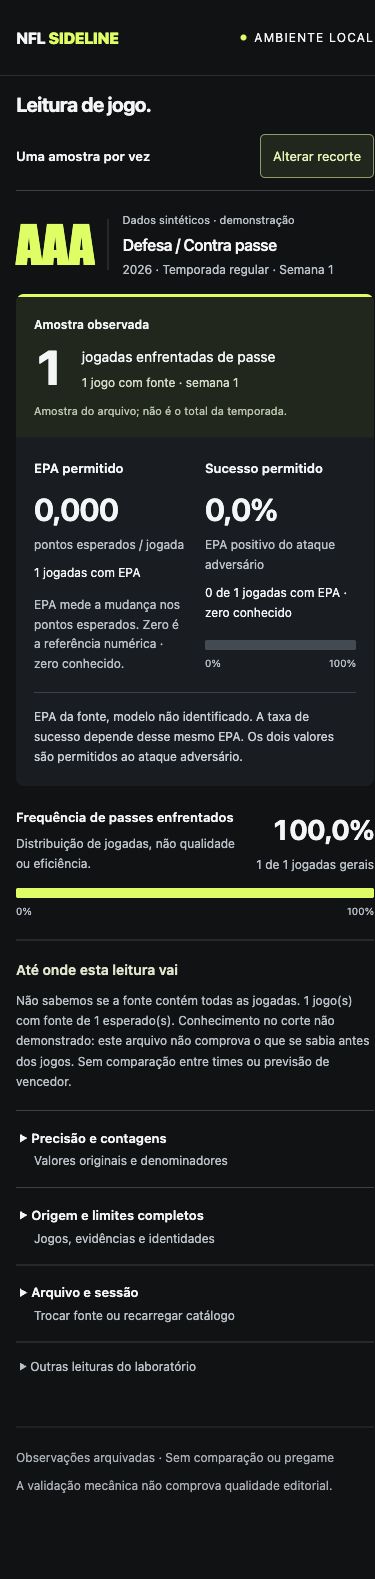 NFL SIDELINE
AMBIENTE LOCAL
Leitura de jogo.
Uma amostra por vez
Alterar recorte
AAA
Dados sintéticos · demonstração
Defesa / Contra passe
2026 · Temporada regular · Semana 1
Amostra observada
1
jogadas enfrentadas de passe
1 jogo com fonte · semana 1
Amostra do arquivo; não é o total da temporada.
EPA permitido
0,000
pontos esperados / jogada
1 jogadas com EPA
EPA mede a mudança nos
pontos esperados. Zero é
a referência numérica ·
zero conhecido.
Sucesso permitido
0,0%
EPA positivo do ataque
adversário
0 de 1 jogadas com EPA ·
zero conhecido
0%
100%
EPA da fonte, modelo não identificado. A taxa de
sucesso depende desse mesmo EPA. Os dois valores
são permitidos ao ataque adversário.
Frequência de passes enfrentados
Distribuição de jogadas, não qualidade
ou eficiência.
100,0%
1 de 1 jogadas gerais
0%
100%
Até onde esta leitura vai
Não sabemos se a fonte contém todas as jogadas. 1 jogo(s)
com fonte de 1 esperado(s). Conhecimento no corte não
demonstrado: este arquivo não comprova o que se sabia antes
dos jogos. Sem comparação entre times ou previsão de
vencedor.
Precisão e contagens
Valores originais e denominadores
Origem e limites completos
Jogos, evidências e identidades
Arquivo e sessão
Trocar fonte ou recarregar catálogo
Outras leituras do laboratório
Observações arquivadas · Sem comparação ou pregame
A validação mecânica não comprova qualidade editorial.